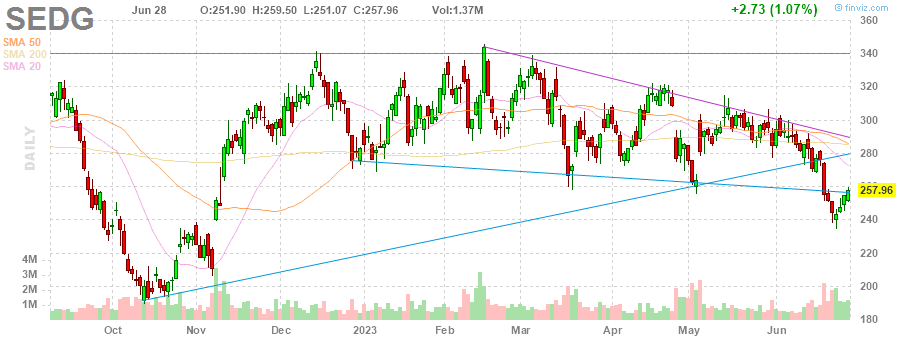 SEDG Jun 28 O:251.90 H:259.50 L:251.07 C:257.96 Vol:1.37M +2.73 (1.07%)
© finviz.com
SMA 50
SMA 200
SMA 20
DAILY
360
340
320
300
280
260
257.96
240
220
200
180
4M
3M
2M
1M
Oct Nov Dec 2023 Feb Mar Apr May Jun